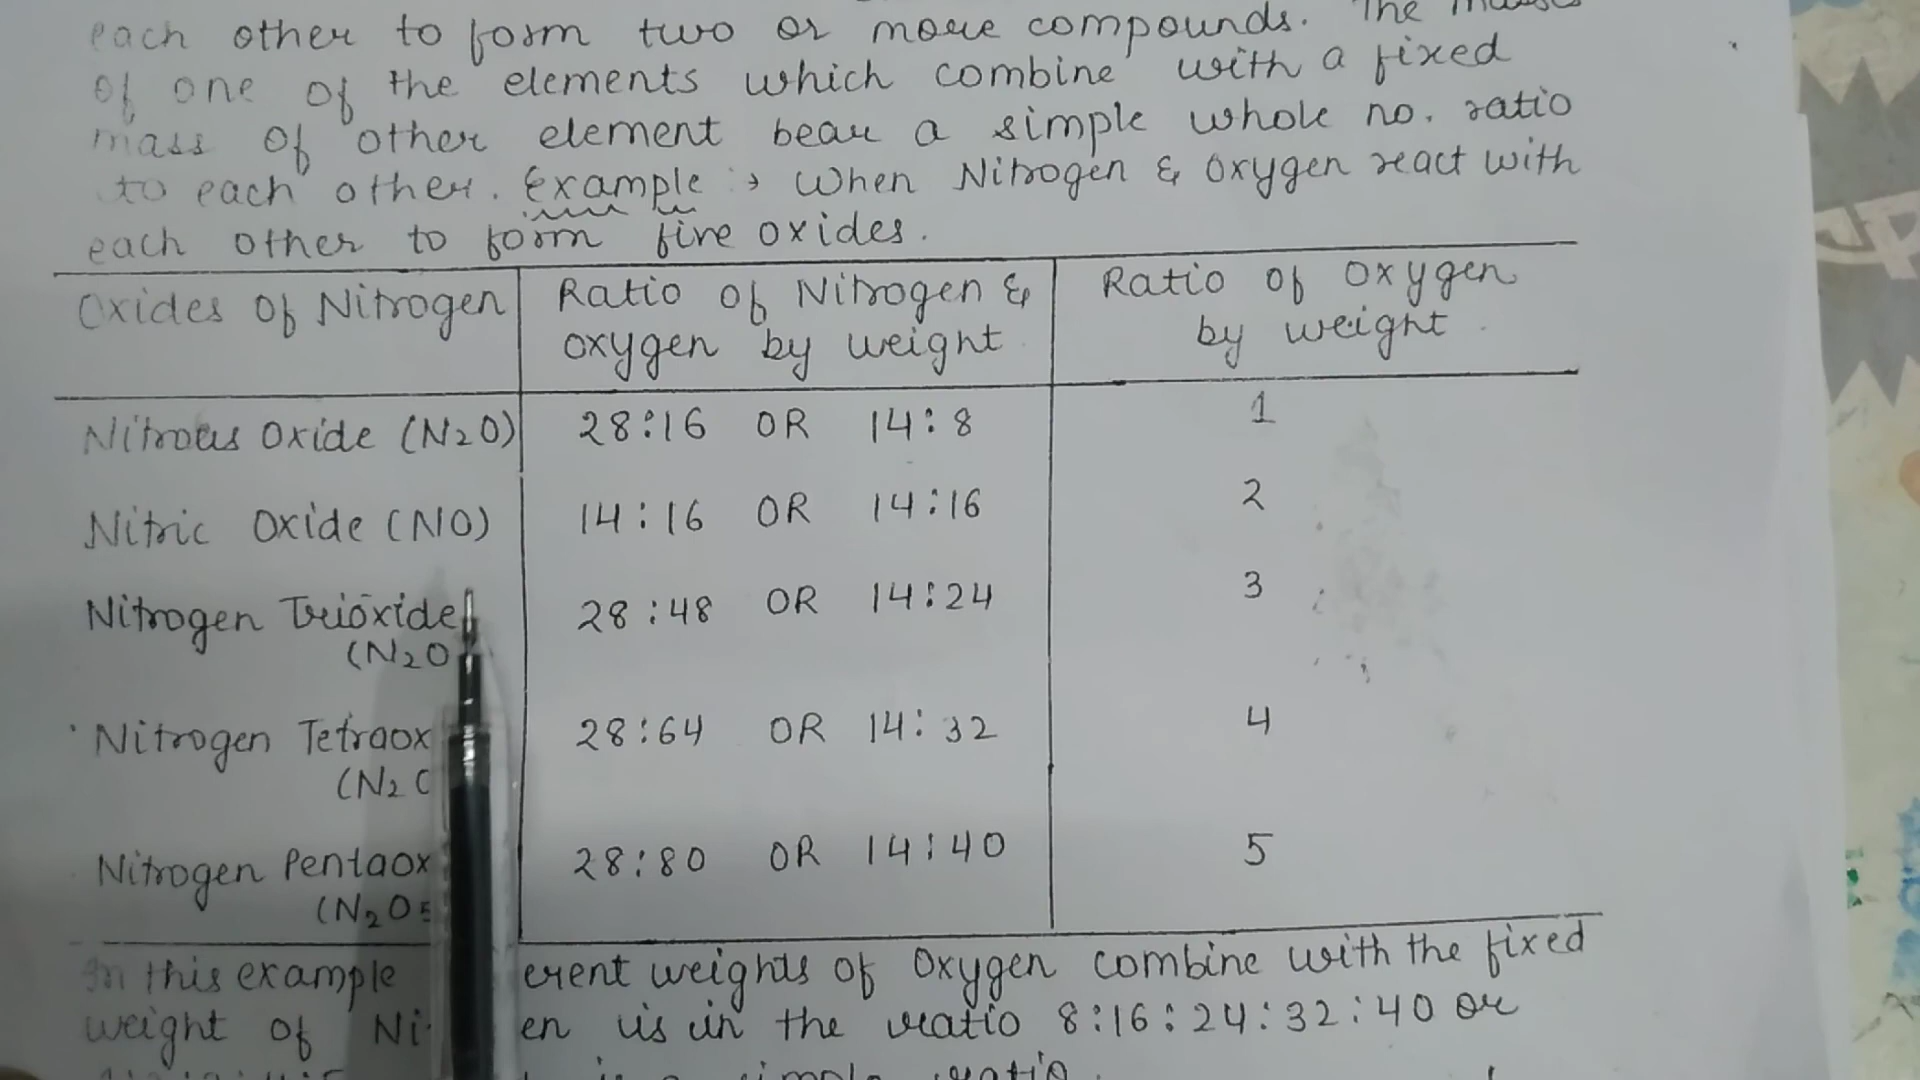 each other to form two or more compounds. The
of one of the elements which combine with a fixed
mass of other element bear a simple whole no. ratio
to each other. Example :→ When Nitrogen & Oxygen react with
each other to form five oxides.
Oxides of Nitrogen
Ratio of Nitrogen &
oxygen by weight
Ratio of Oxygen
by weight
Nitrous Oxide (N2O) 28:16 OR 14:8 1
Nitric Oxide (NO) 14:16 OR 14:16 2
Nitrogen Trioxide 28:48 OR 14:24 3
(N2O
Nitrogen Tetraox 28:64 OR 14:32 4
(N2
Nitrogen Pentaox 28:80 OR 14:40 5
(N2O5
In this example erent weights of Oxygen combine with the fixed
weight of Ni en is in the ratio 8:16:24:32:40 or
simple ratio